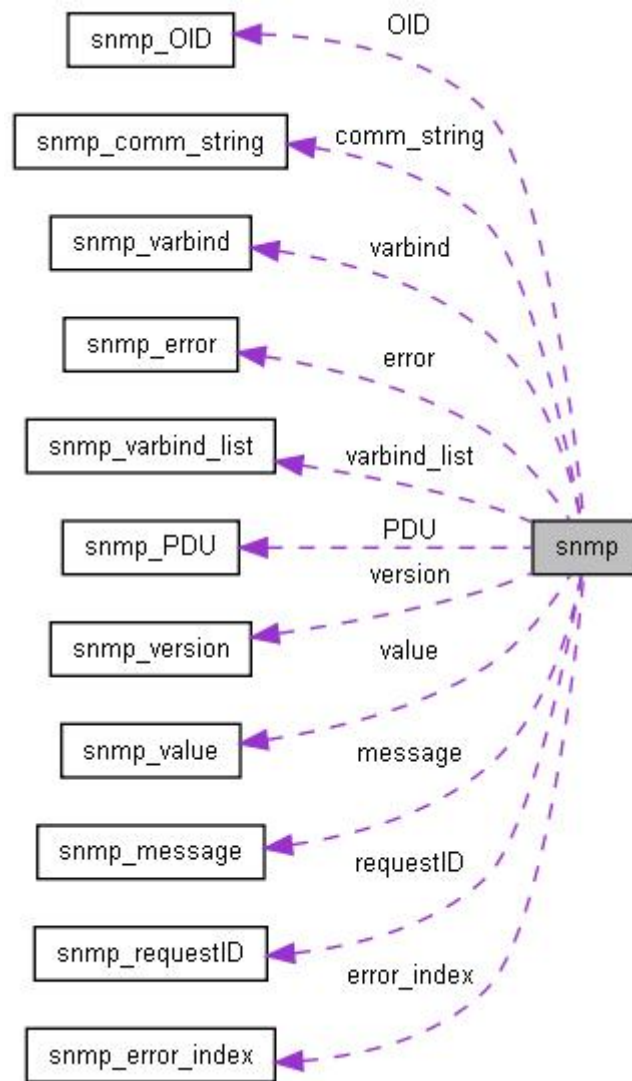 snmp_OID
OID
snmp_comm_string
comm_string
snmp_varbind
varbind
snmp_error
error
snmp_varbind_list
varbind_list
snmp_PDU
PDU
snmp
snmp_version
version
snmp_value
value
snmp_message
message
snmp_requestID
requestID
snmp_error_index
error_index